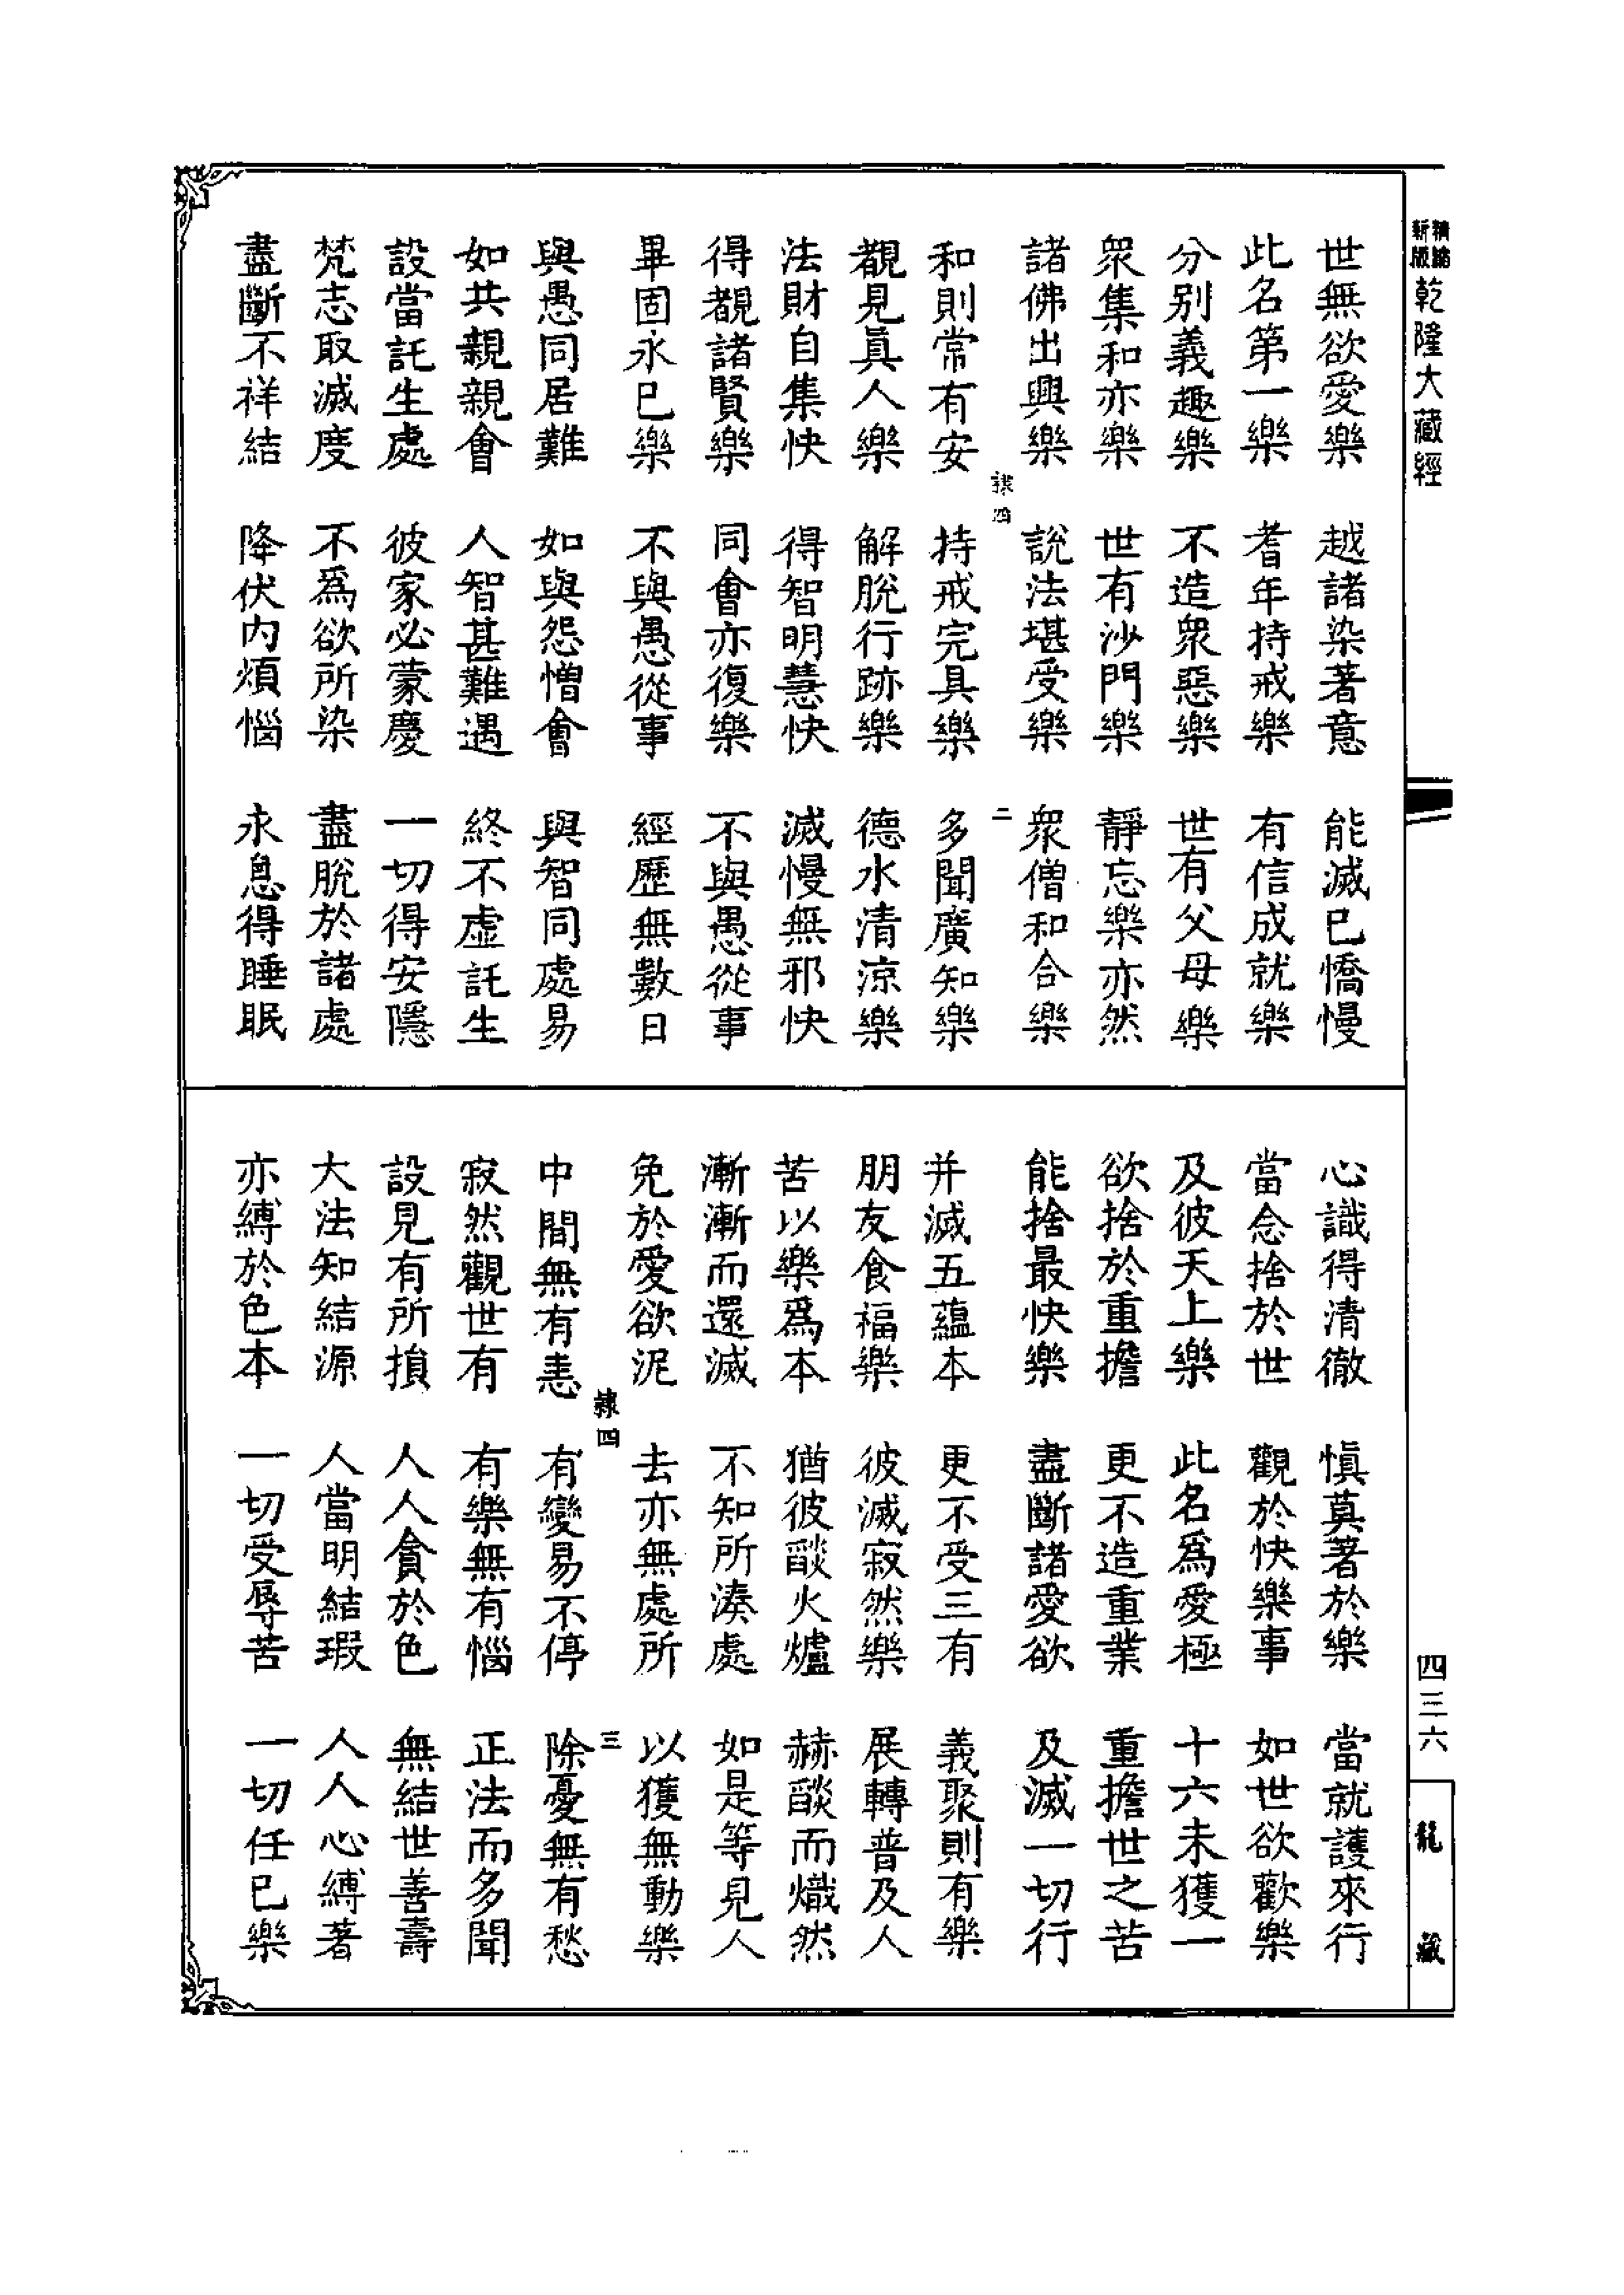 精縮
新版
乾隆大藏經
世無欲愛樂 越諸染著意 能滅已憍慢
此名第一樂 耆年持戒樂 有信成就樂
分別義趣樂 不造眾惡樂 世有父母樂
眾集和亦樂 世有沙門樂 靜忘樂亦然
諸佛出興樂 說法堪受樂 眾僧和合樂
隸四 二
和則常有安 持戒完具樂 多聞廣知樂
覩見真人樂 解脫行跡樂 德水清涼樂
法財自集快 得智明慧快 滅慢無邪快
得覩諸賢樂 同會亦復樂 不與愚從事
畢固永已樂 不與愚從事 經歷無數日
與愚同居難 如與怨憎會 與智同處易
如共親親會 人智甚難遇 終不虛託生
設當託生處 彼家必蒙慶 一切得安隱
梵志取滅度 不為欲所染 盡脫於諸處
盡斷不祥結 降伏內煩惱 永息得睡眠
心識得清徹 慎莫著於樂 當就護來行
當念捨於世 觀於快樂事 如世欲歡樂
及彼天上樂 此名為愛極 十六未獲一
欲捨於重擔 更不造重業 重擔世之苦
能捨最快樂 盡斷諸愛欲 及滅一切行
并滅五蘊本 更不受三有 義聚則有樂
朋友食福樂 彼滅寂然樂 展轉普及人
苦以樂為本 猶彼燄火爐 赫燄而熾然
漸漸而還滅 不知所湊處 如是等見人
免於愛欲泥 去亦無處所 以獲無動樂
隸四 三
中間無有恚 有變易不停 除憂無有愁
寂然觀世有 有樂無有惱 正法而多聞
設見有所損 人人貪於色 無結世善壽
大法知結源 人當明結瑕 人人心縛著
亦縛於色本 一切受辱苦 一切任已樂
四三六
龍藏